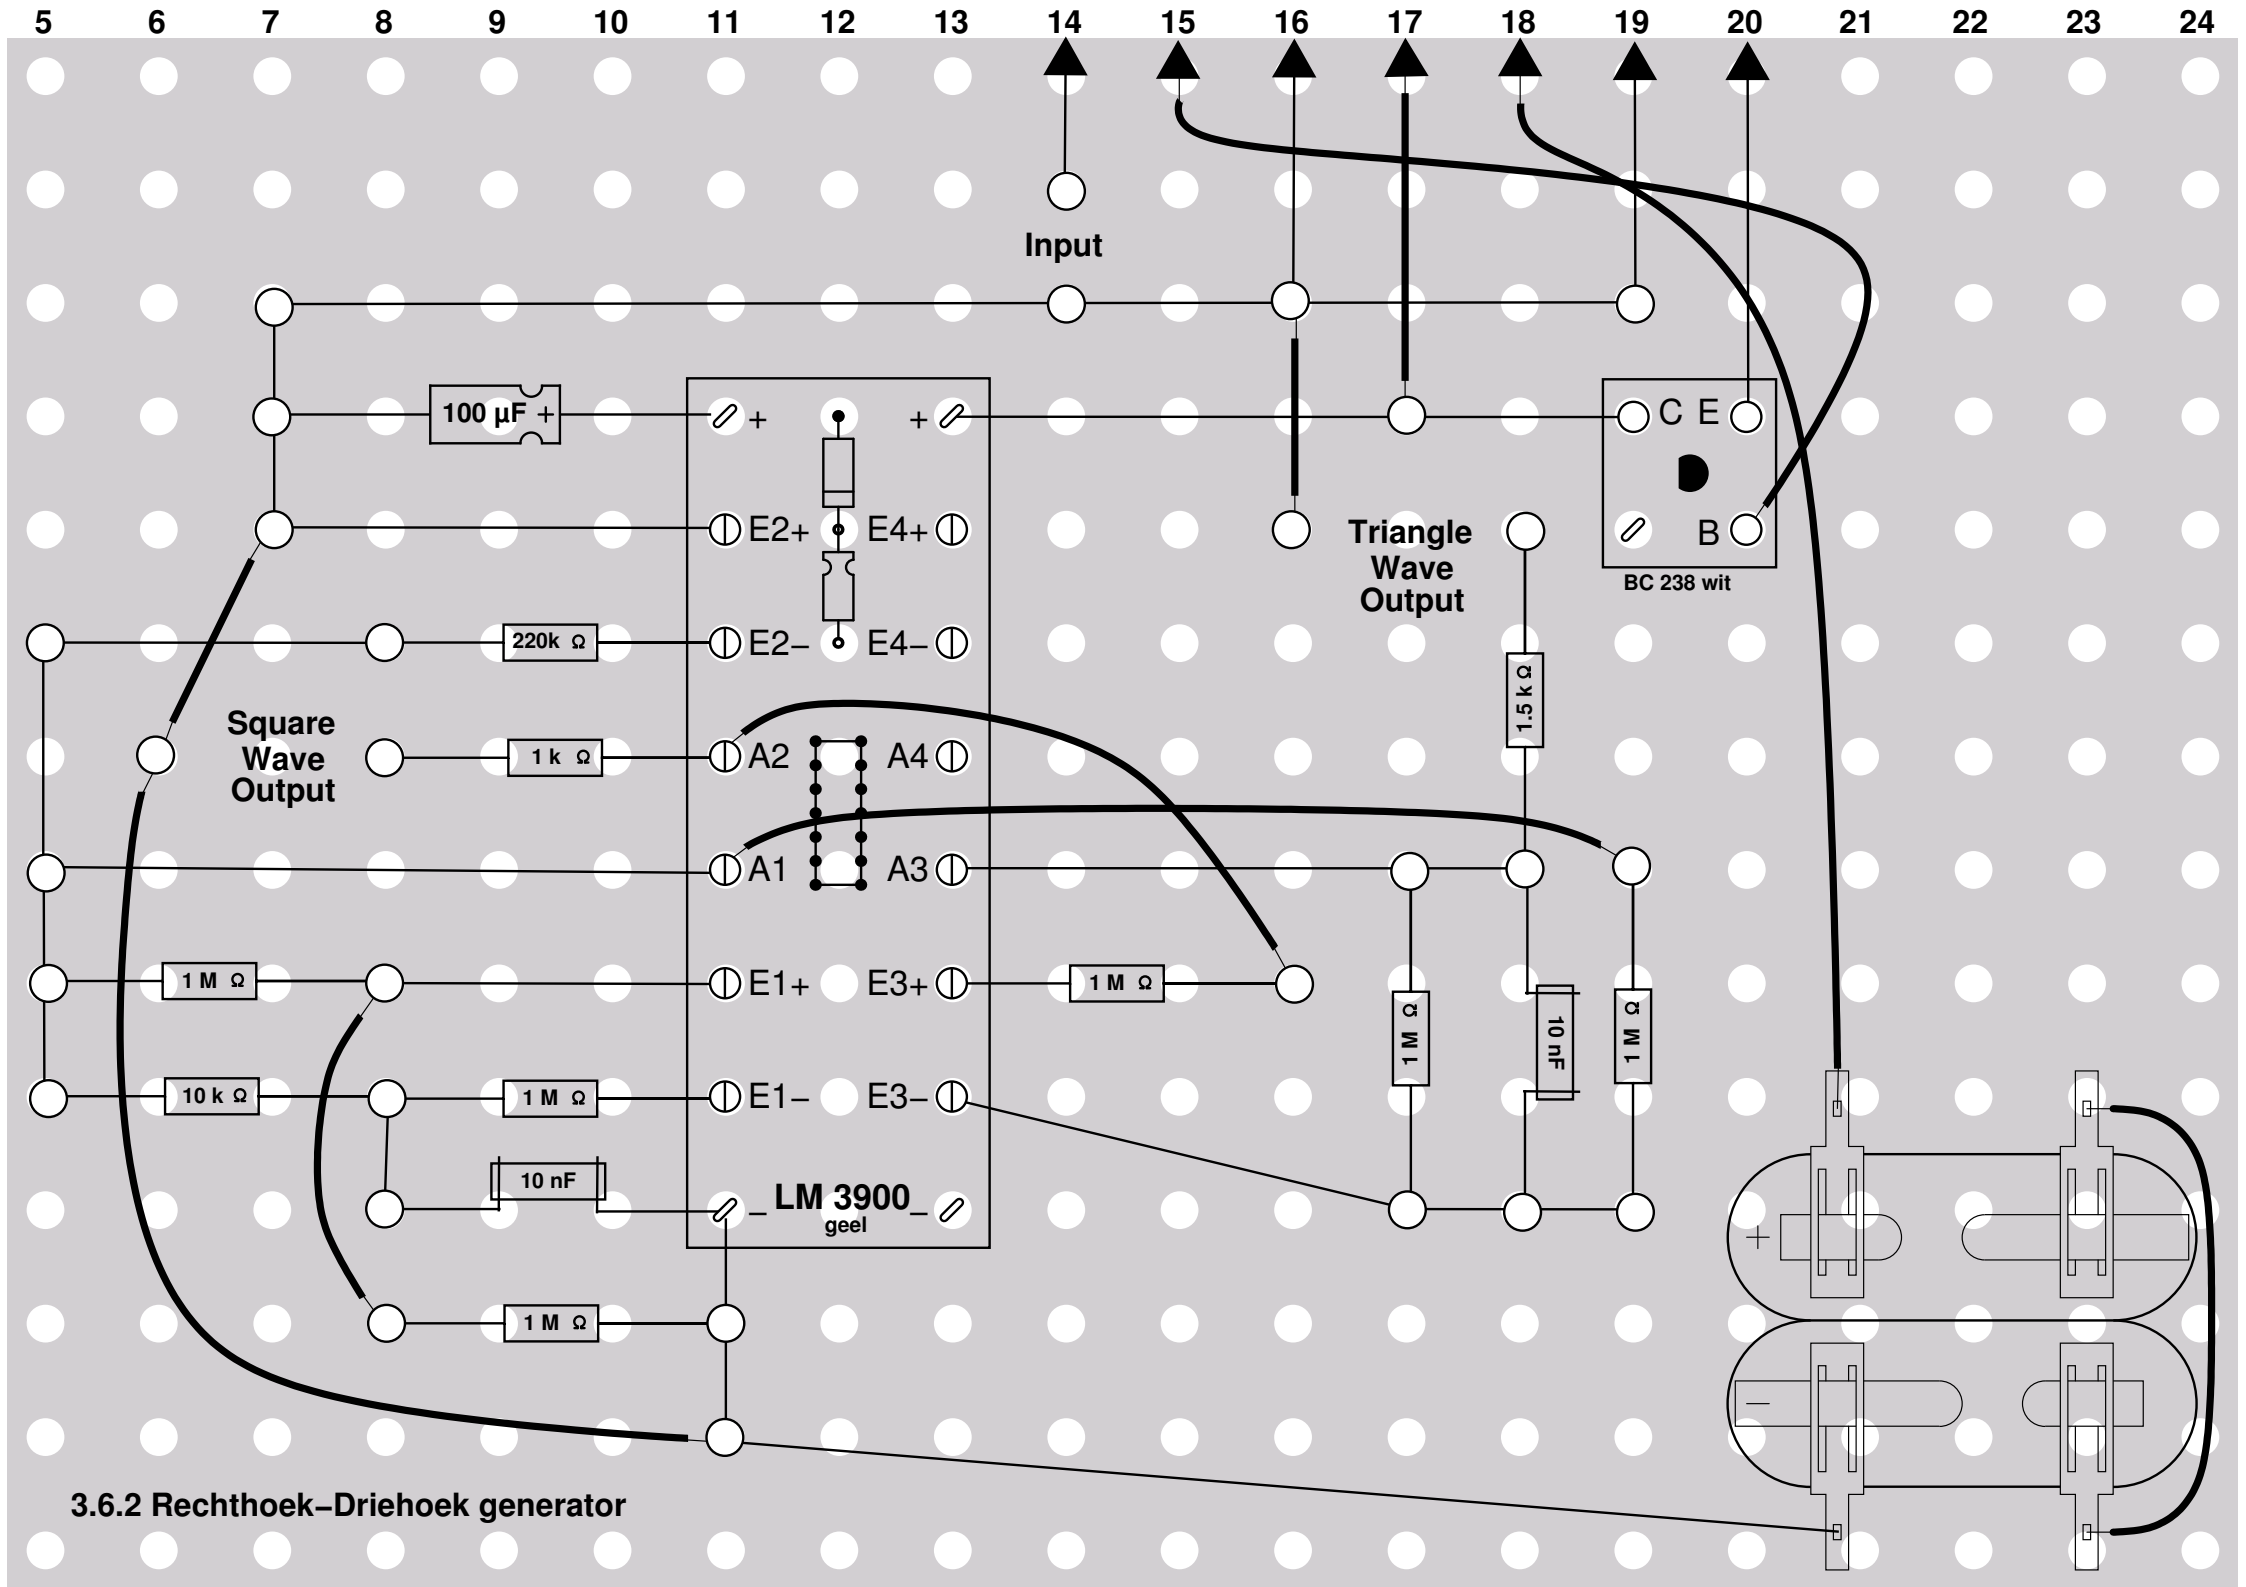 5 6 7 8 9 10 11 12 13 14 15 16 17 18 19 20 21 22 23 24
Input
100 µF +
+ +
C E
B
BC 238 wit
E2+ E4+
Triangle
Wave
Output
220k Ω
E2− E4−
1.5 k Ω
Square
Wave
Output
1 k Ω
A2 A4
A1 A3
1 M Ω
E1+ E3+
1 M Ω
1 M Ω
10 nF
1 M Ω
10 k Ω
1 M Ω
E1− E3−
10 nF
− LM 3900 −
geel
1 M Ω
+
−
3.6.2 Rechthoek−Driehoek generator